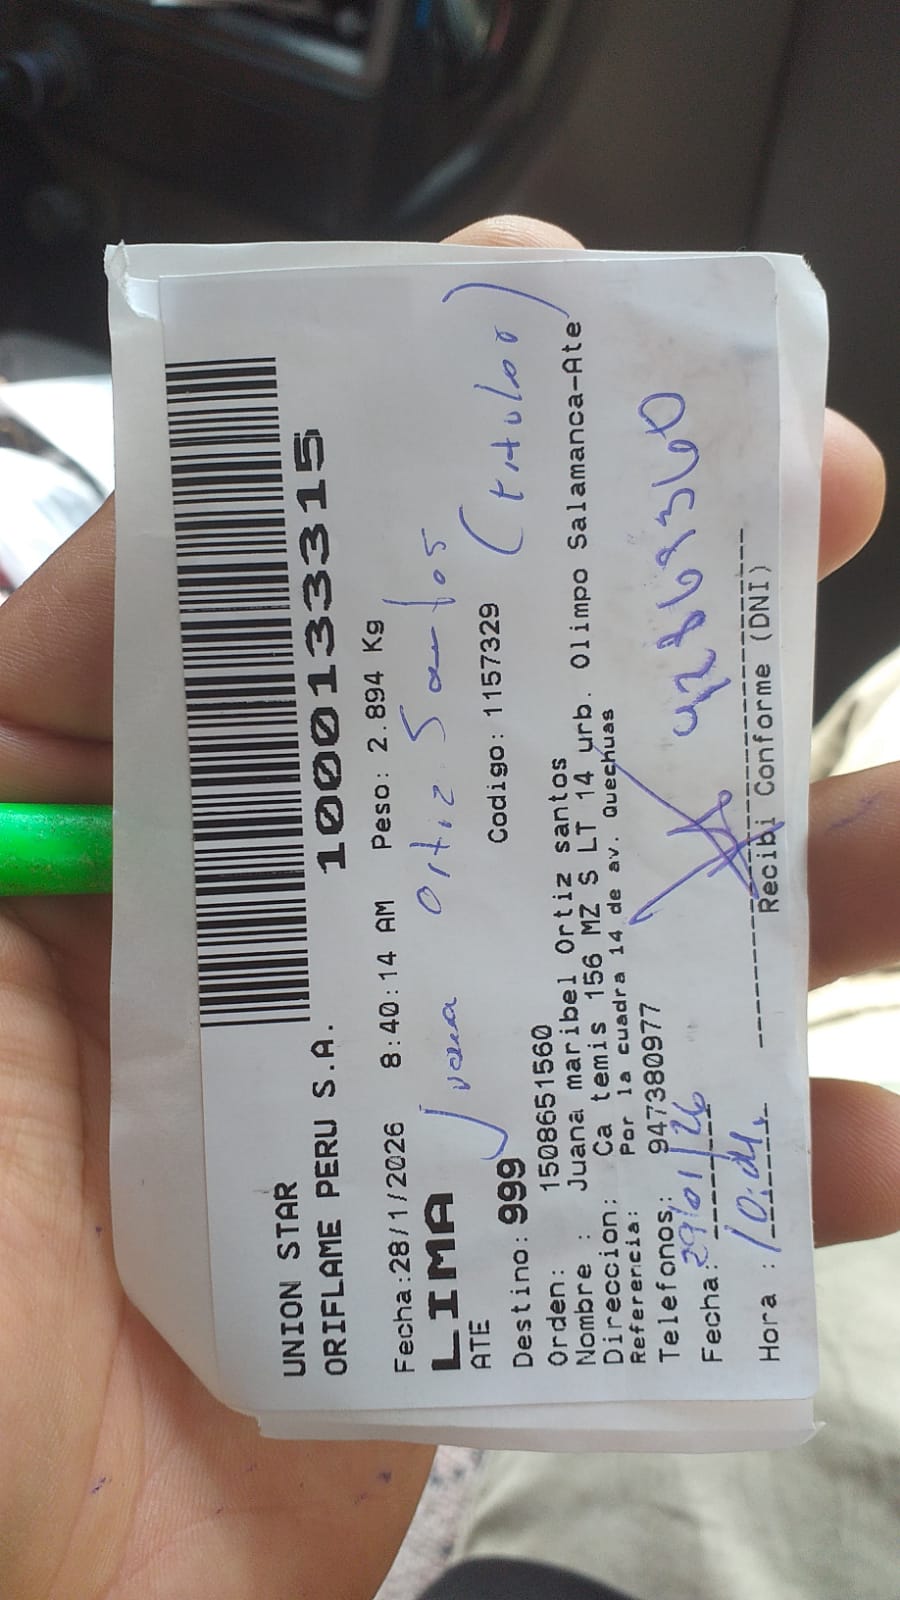 UNION STAR
ORIFLAME PERU S.A. 1000133315
Fecha:28/1/2026 8:40:14 AM Peso: 2.894 Kg
LIMA
ATE
Juana Ortiz Santos (titular)
Destino: 999 Codigo: 1157329
Orden: 1508651560
Nombre : Juana maribel Ortiz santos
Direccion: Ca temis 156 MZ S LT 14 urb. Olimpo Salamanca-Ate
Referencia: Por la cuadra 14 de av. Quechuas
Telefonos: 947380977
Fecha: 29/01/26
42869360
Hora :
Recibi Conforme (DNI)